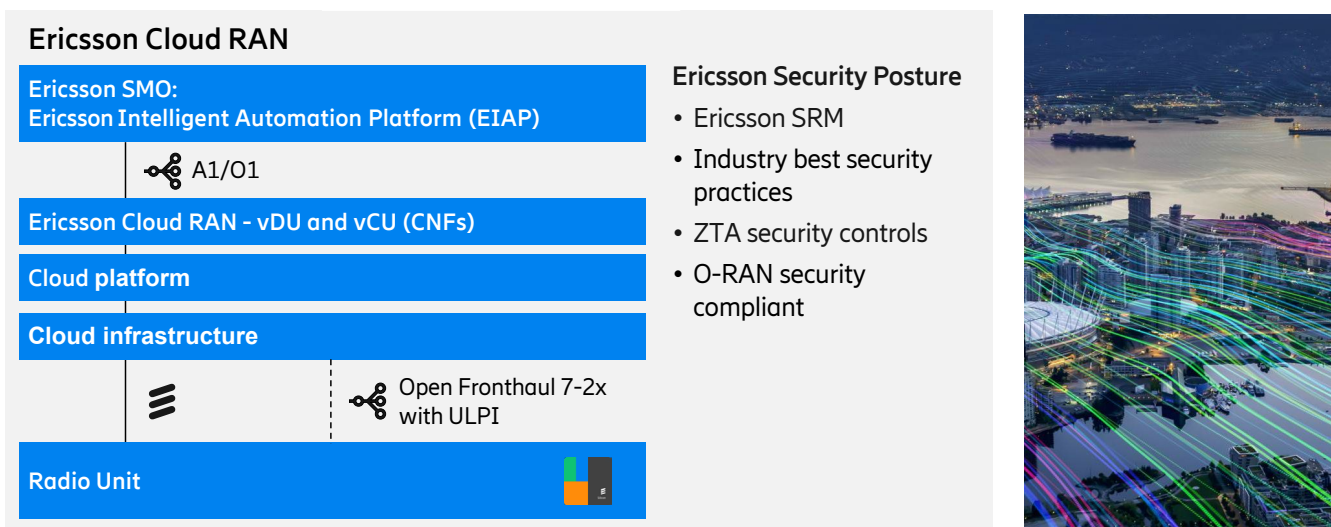 Ericsson Cloud RAN
Ericsson SMO:
Ericsson Intelligent Automation Platform (EIAP)
A1/O1
Ericsson Cloud RAN - vDU and vCU (CNFs)
Cloud platform
Cloud infrastructure
Open Fronthaul 7-2x
with ULPI
Radio Unit
Ericsson Security Posture
• Ericsson SRM
• Industry best security
practices
• ZTA security controls
• O-RAN security
compliant